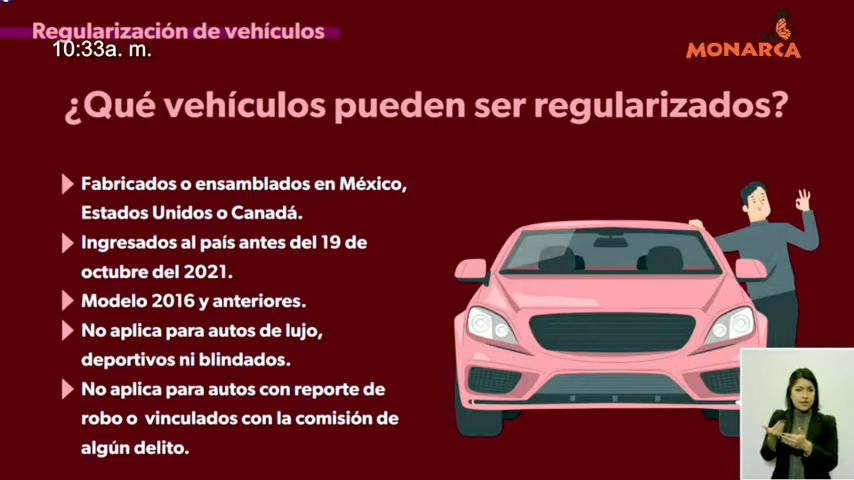 Regularización de vehículos
10:33a. m.
MONARCA
¿Qué vehículos pueden ser regularizados?
Fabricados o ensamblados en México,
Estados Unidos o Canadá.
Ingresados al país antes del 19 de
octubre del 2021.
Modelo 2016 y anteriores.
No aplica para autos de lujo,
deportivos ni blindados.
No aplica para autos con reporte de
robo o vinculados con la comisión de
algún delito.